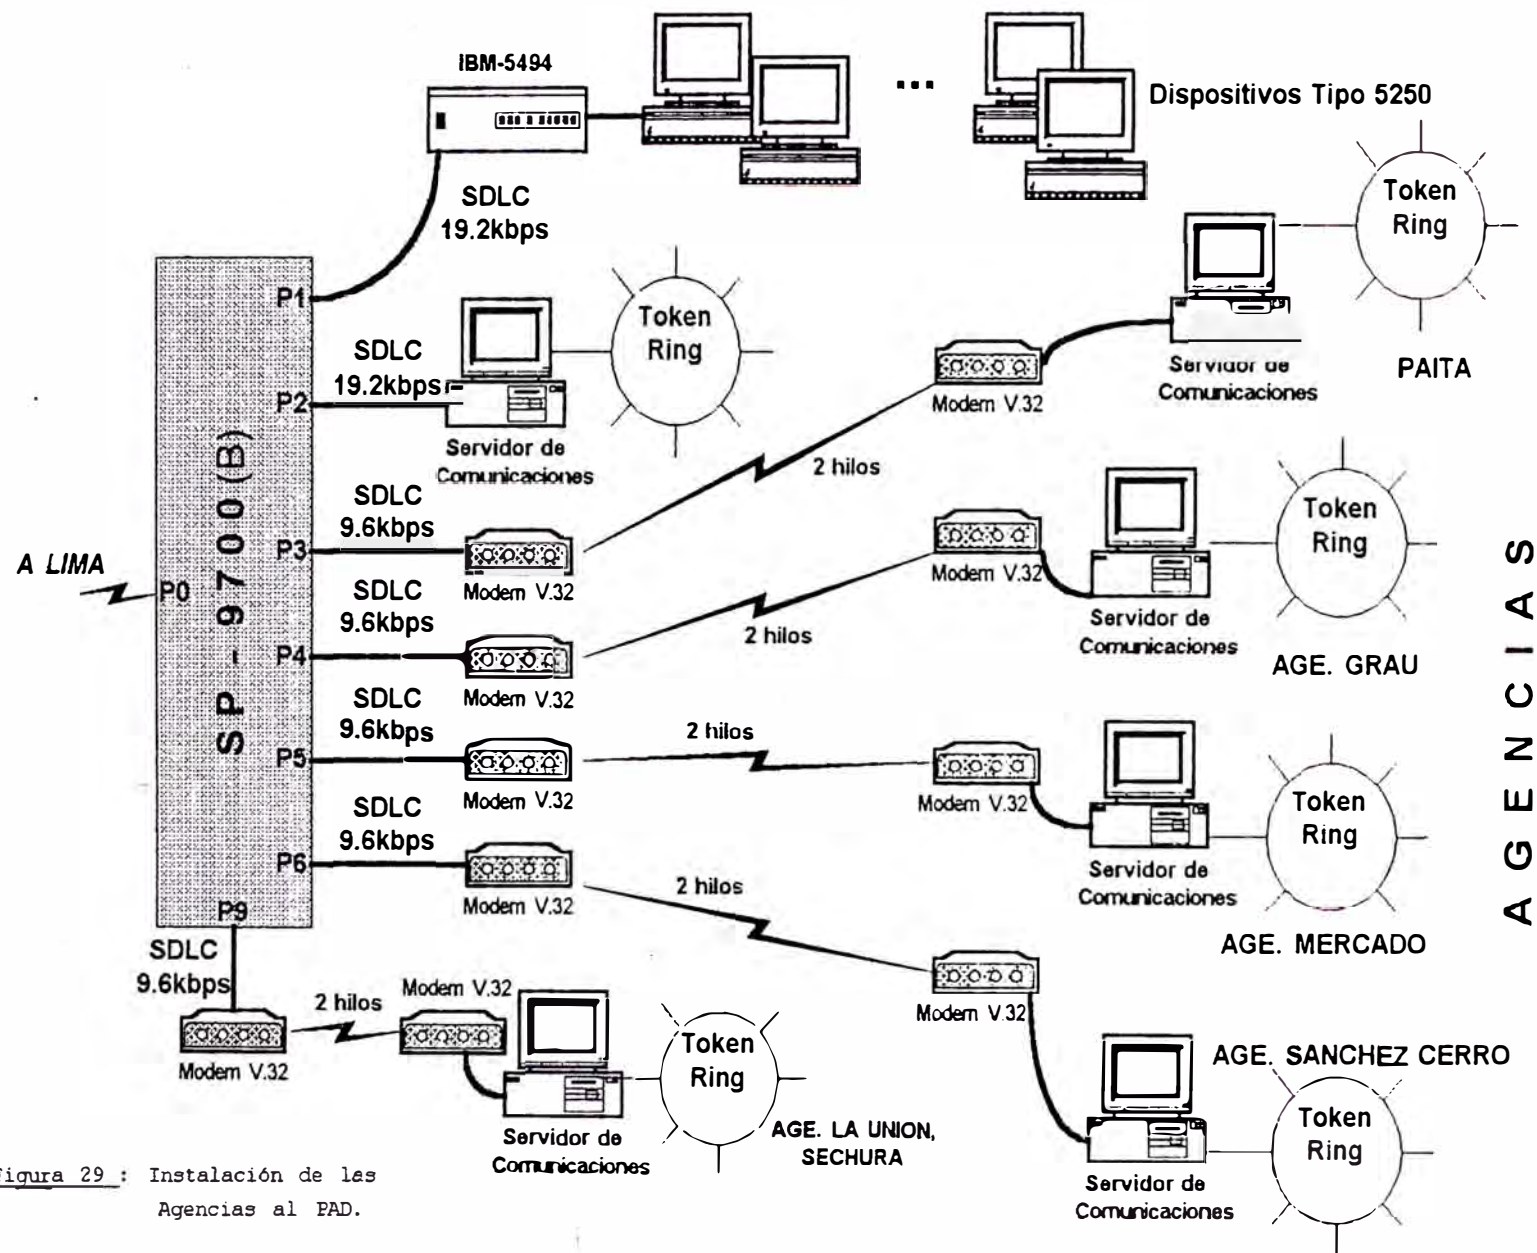 IBM-5494
...
Dispositivos Tipo 5250
SDLC
19.2kbps
Token
Ring
Servidor de
Comunicaciones
PAITA
P1
SDLC
19.2kbps
P2
Servidor de
Comunicaciones
Token
Ring
Modem V.32
2 hilos
SDLC
9.6kbps
P3
Modem V.32
A LIMA
P0
SP-9700(B)
SDLC
9.6kbps
P4
Modem V.32
2 hilos
Modem V.32
Servidor de
Comunicaciones
Token
Ring
AGE. GRAU
AGENCIAS
SDLC
9.6kbps
P5
Modem V.32
2 hilos
Modem V.32
Servidor de
Comunicaciones
Token
Ring
AGE. MERCADO
SDLC
9.6kbps
P6
Modem V.32
2 hilos
Modem V.32
AGE. SANCHEZ CERRO
Servidor de
Comunicaciones
Token
Ring
P9
SDLC
9.6kbps
Modem V.32
2 hilos
Modem V.32
Servidor de
Comunicaciones
Token
Ring
AGE. LA UNION,
SECHURA
igura 29 : Instalación de las
Agencias al PAD.